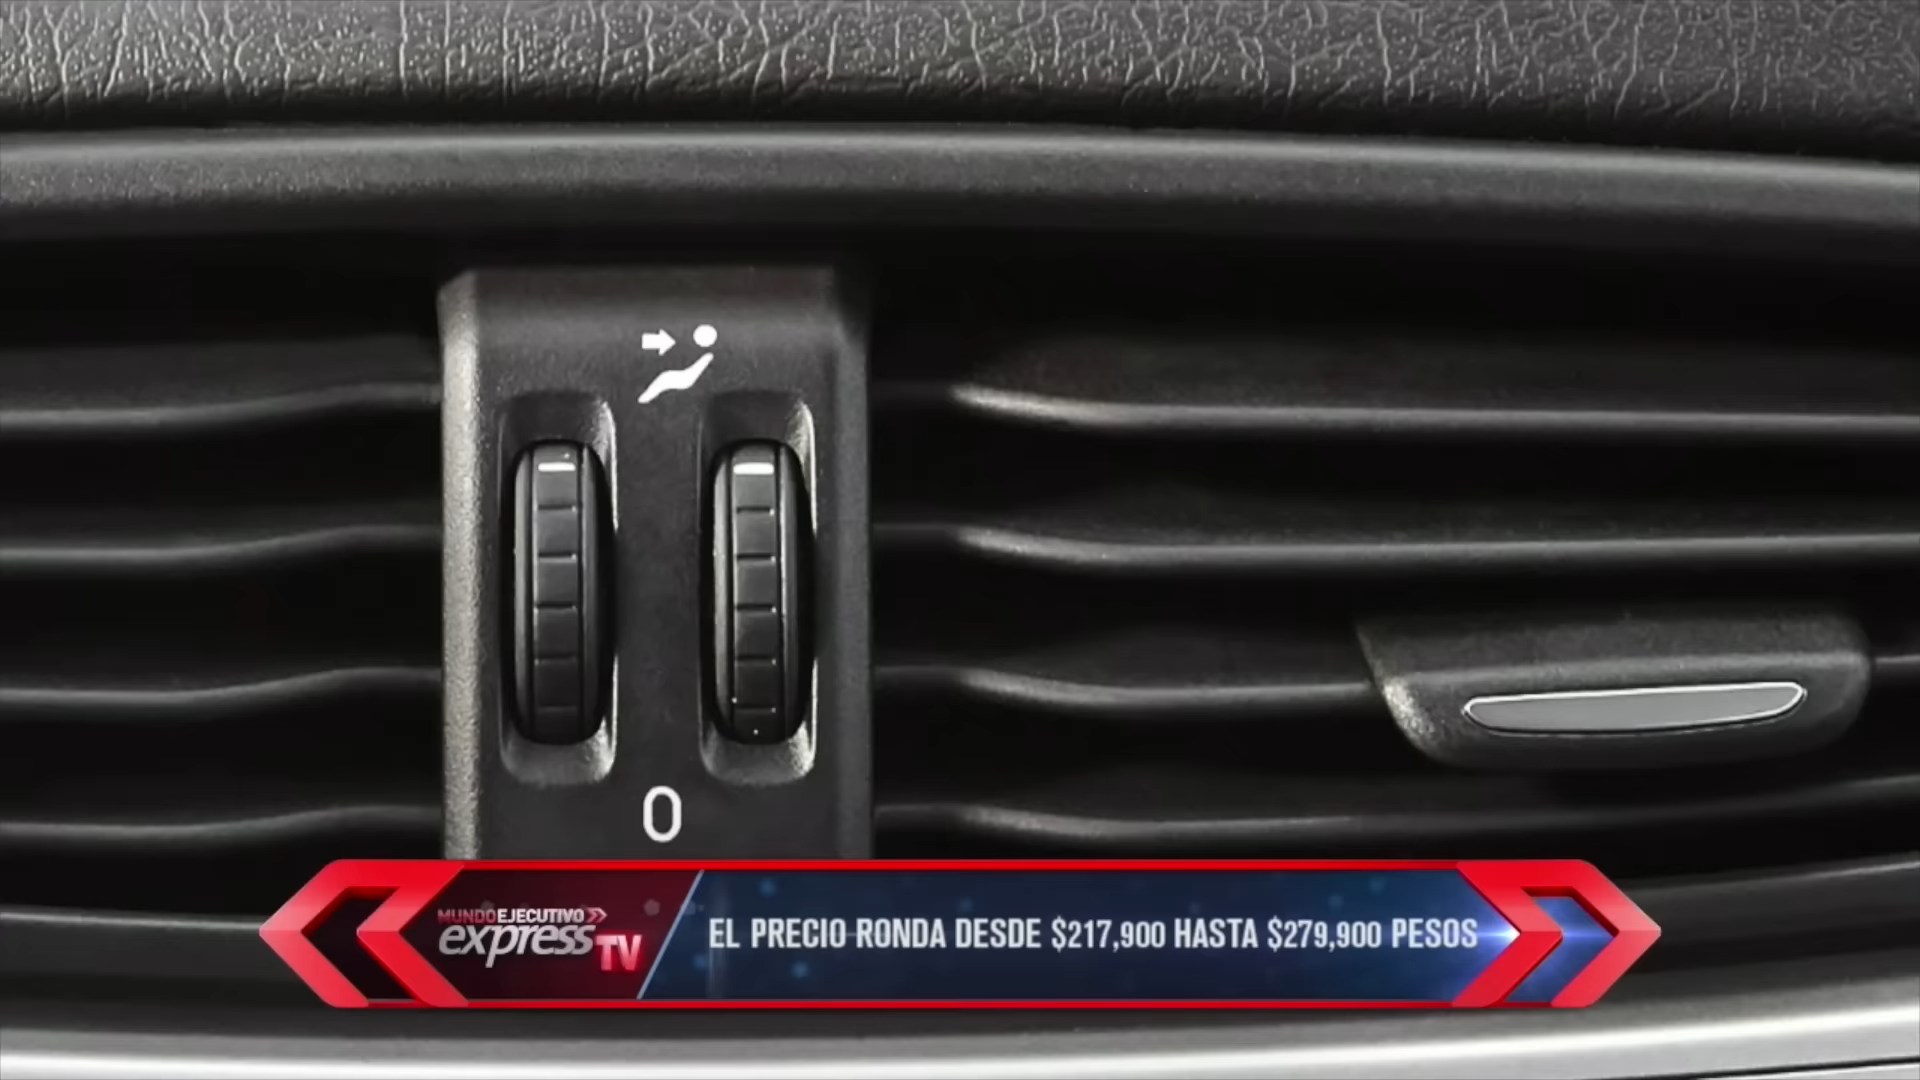 0
MUNDOEJECUTIVO
express TV
EL PRECIO RONDA DESDE $217,900 HASTA $279,900 PESOS